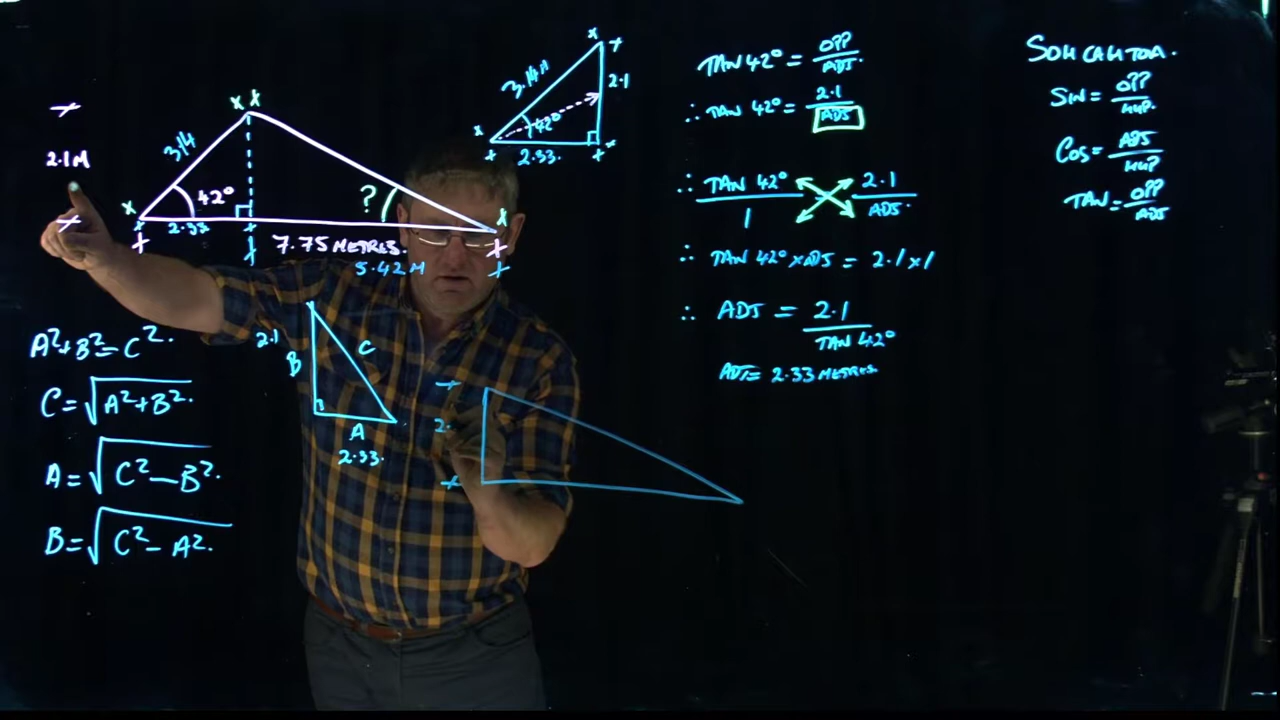 2.1M
3.14
42°
2.33
?
7.75 METRES.
5.42M
3.14M
42°
2.1
2.33.
A²+B²=C².
C=√A²+B².
A=√C²-B².
B=√C²-A².
2.1
B
C
A
2.33.
2.
TAN 42° = OPP/ADJ.
∴ TAN 42° = 2.1/ADJ
∴ TAN 42°/1 2.1/ADJ.
∴ TAN 42° x ADJ = 2.1 x 1
∴ ADJ = 2.1/TAN 42°
ADJ= 2.33 METRES.
SOH CAH TOA.
SIN = OPP/HYP.
COS = ADJ/HYP
TAN = OPP/ADJ